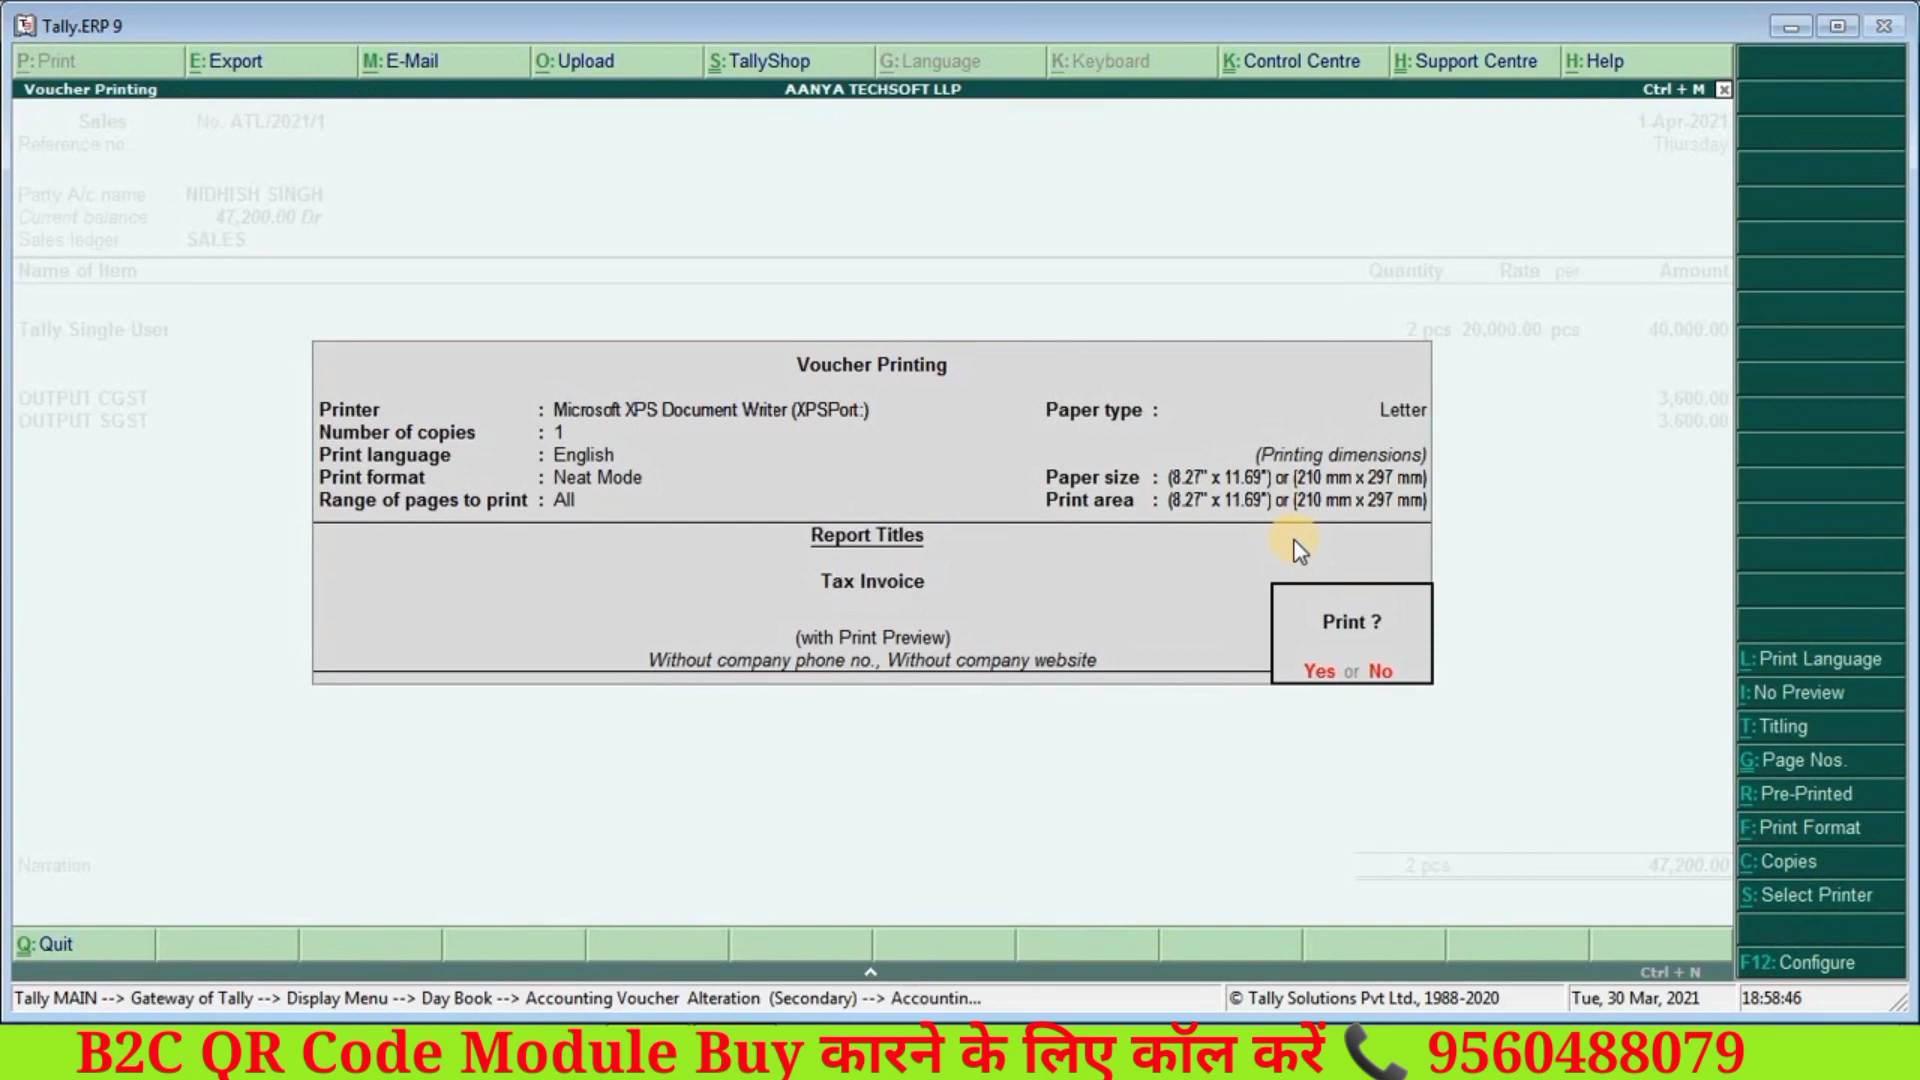 Tally.ERP 9
P: Print E: Export M: E-Mail O: Upload S: TallyShop G: Language K: Keyboard K: Control Centre H: Support Centre H: Help
Voucher Printing AANYA TECHSOFT LLP Ctrl + M
Sales No. ATL/2021/1 1-Apr-2021
Reference no. Thursday
Party A/c name : NIDHISH SINGH
Current balance : 47,200.00 Dr
Sales ledger : SALES
Name of Item Quantity Rate per Amount
Tally Single User 2 pcs 20,000.00 pcs 40,000.00
OUTPUT CGST 3,600.00
OUTPUT SGST 3,600.00
Voucher Printing
Printer : Microsoft XPS Document Writer (XPSPort:) Paper type : Letter
Number of copies : 1
Print language : English (Printing dimensions)
Print format : Neat Mode Paper size : (8.27" x 11.69") or (210 mm x 297 mm)
Range of pages to print : All Print area : (8.27" x 11.69") or (210 mm x 297 mm)
Report Titles
Tax Invoice
(with Print Preview)
Without company phone no., Without company website
Print ?
Yes or No
L: Print Language
I: No Preview
T: Titling
G: Page Nos.
R: Pre-Printed
F: Print Format
C: Copies
S: Select Printer
F12: Configure
Narration 2 pcs 47,200.00
Q: Quit
Ctrl + N
Tally MAIN --> Gateway of Tally --> Display Menu --> Day Book --> Accounting Voucher Alteration (Secondary) --> Accountin... © Tally Solutions Pvt Ltd., 1988-2020 Tue, 30 Mar, 2021 18:58:46
B2C QR Code Module Buy कारने के लिए कॉल करें 9560488079